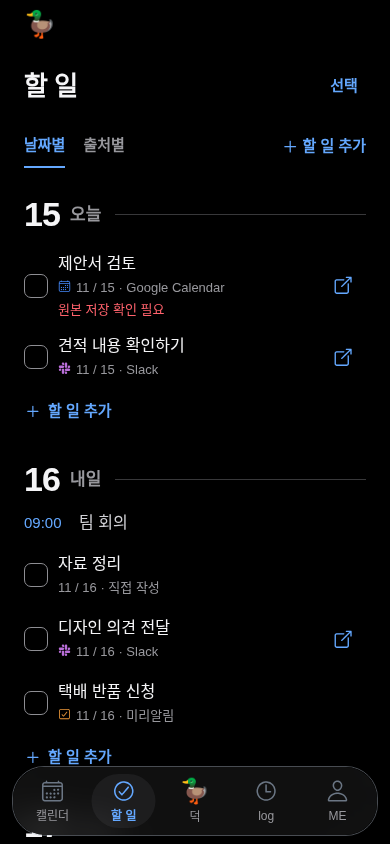 할 일
선택
날짜별 출처별
+ 할 일 추가
15 오늘
제안서 검토
11 / 15 · Google Calendar
원본 저장 확인 필요
견적 내용 확인하기
11 / 15 · Slack
+ 할 일 추가
16 내일
09:00 팀 회의
자료 정리
11 / 16 · 직접 작성
디자인 의견 전달
11 / 16 · Slack
택배 반품 신청
11 / 16 · 미리알림
+ 할 일 추가
캘린더 할 일 덕 log ME